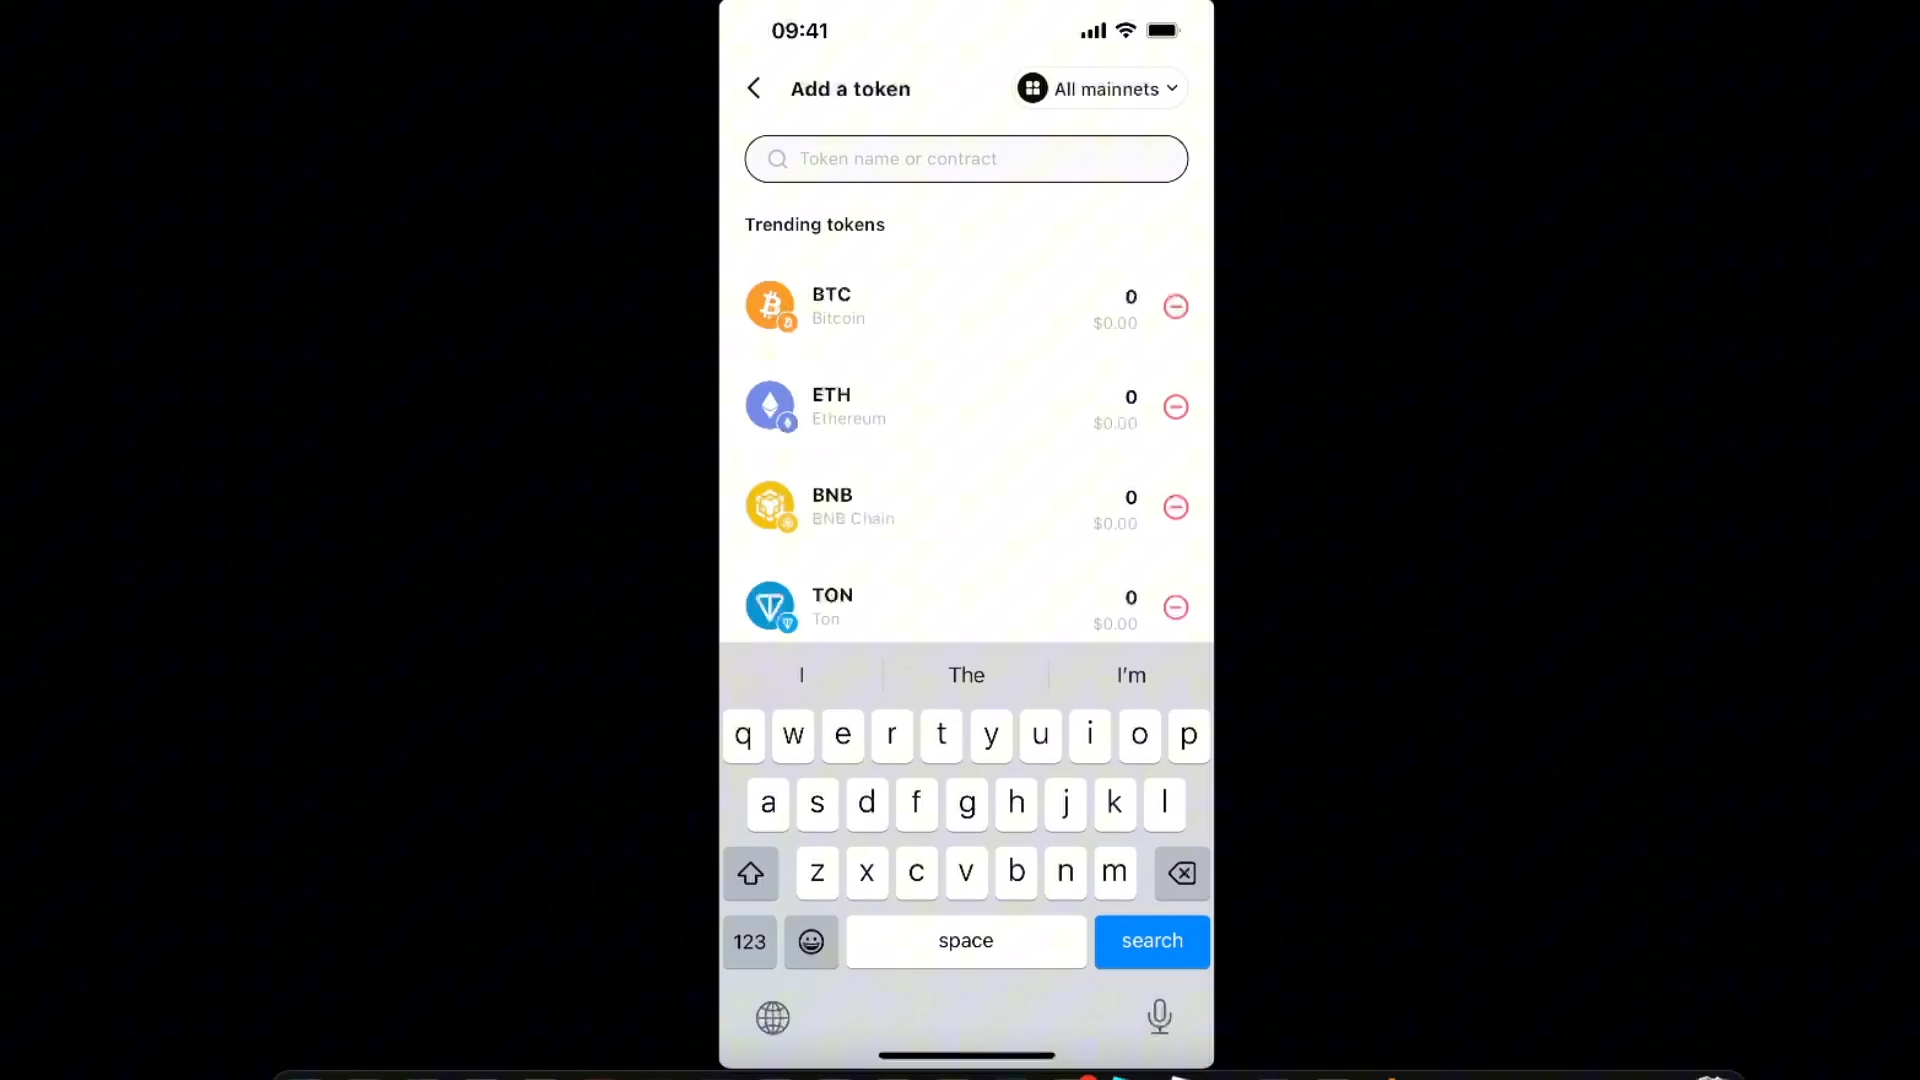 09:41
Add a token
All mainnets
Token name or contract
Trending tokens
BTC
Bitcoin
0
$0.00
ETH
Ethereum
0
$0.00
BNB
BNB Chain
0
$0.00
TON
Ton
0
$0.00
I The I'm
q w e r t y u i o p
a s d f g h j k l
z x c v b n m
123 space search